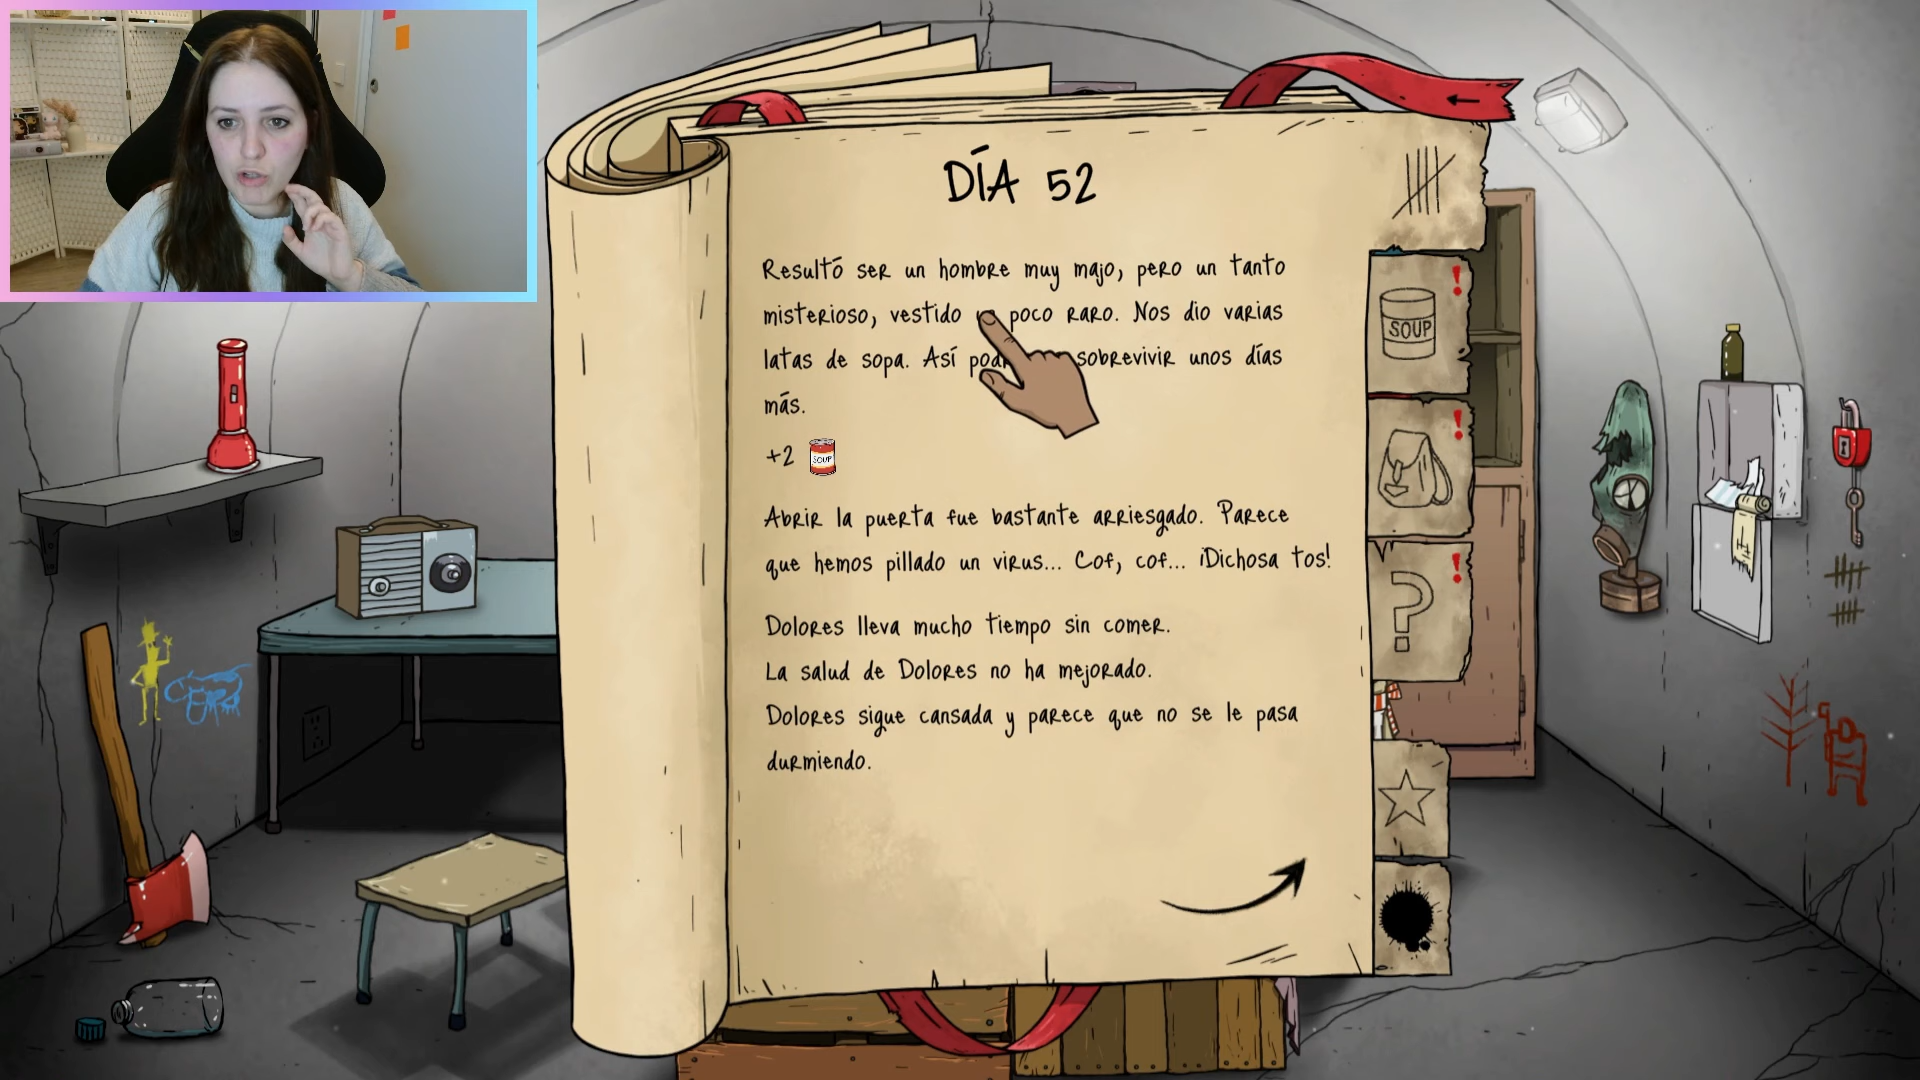 DÍA 52
Resultó ser un hombre muy majo, pero un tanto
misterioso, vestido poco raro. Nos dio varias
latas de sopa. Así sobrevivir unos días
más.
+2 SOUP
Abrir la puerta fue bastante arriesgado. Parece
que hemos pillado un virus... Cof, cof... ¡Dichosa tos!
Dolores lleva mucho tiempo sin comer.
La salud de Dolores no ha mejorado.
Dolores sigue cansada y parece que no se le pasa
durmiendo.
SOUP
!
!
?
!